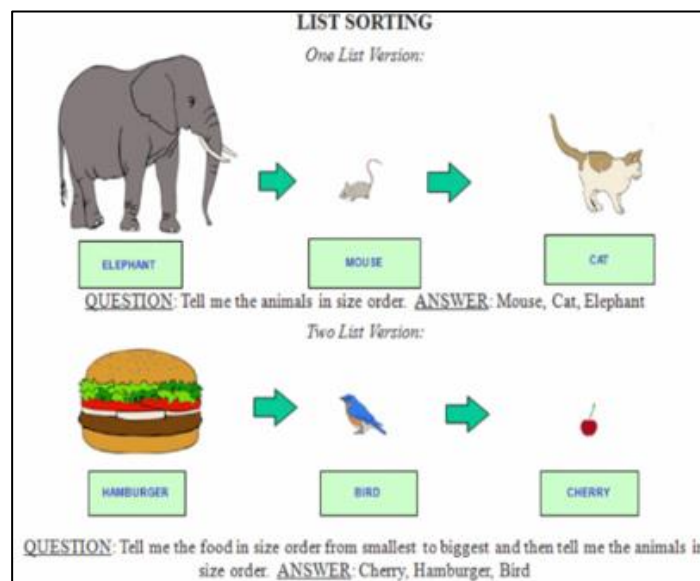 LIST SORTING
One List Version:
ELEPHANT
MOUSE
CAT
QUESTION: Tell me the animals in size order. ANSWER: Mouse, Cat, Elephant
Two List Version:
HAMBURGER
BIRD
CHERRY
QUESTION: Tell me the food in size order from smallest to biggest and then tell me the animals in
size order. ANSWER: Cherry, Hamburger, Bird